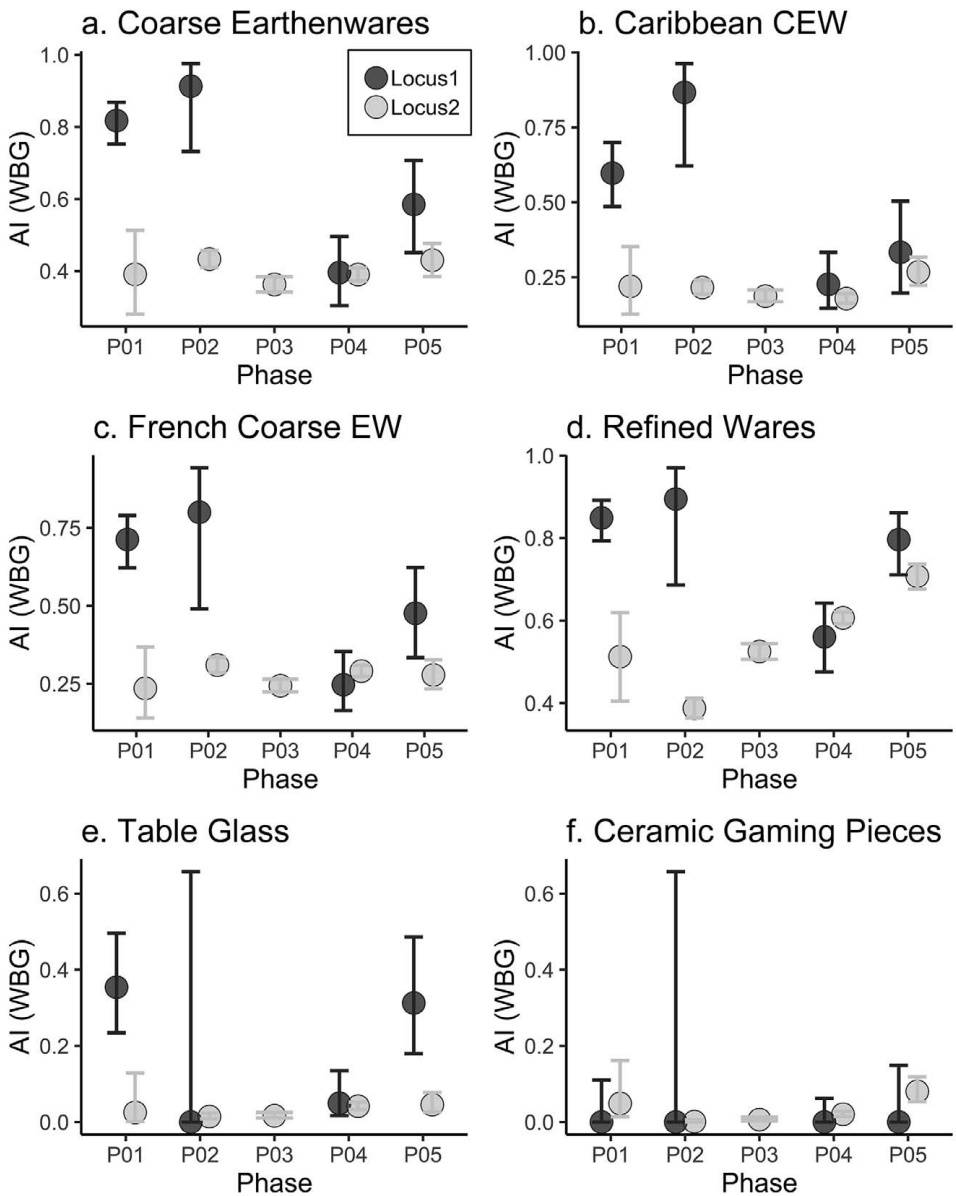 a. Coarse Earthenwares
AI (WBG)
1.0
0.8
0.6
0.4
Locus1
Locus2
P01 P02 P03 P04 P05
Phase
b. Caribbean CEW
AI (WBG)
1.00
0.75
0.50
0.25
P01 P02 P03 P04 P05
Phase
c. French Coarse EW
AI (WBG)
0.75
0.50
0.25
P01 P02 P03 P04 P05
Phase
d. Refined Wares
AI (WBG)
1.0
0.8
0.6
0.4
P01 P02 P03 P04 P05
Phase
e. Table Glass
AI (WBG)
0.6
0.4
0.2
0.0
P01 P02 P03 P04 P05
Phase
f. Ceramic Gaming Pieces
AI (WBG)
0.6
0.4
0.2
0.0
P01 P02 P03 P04 P05
Phase